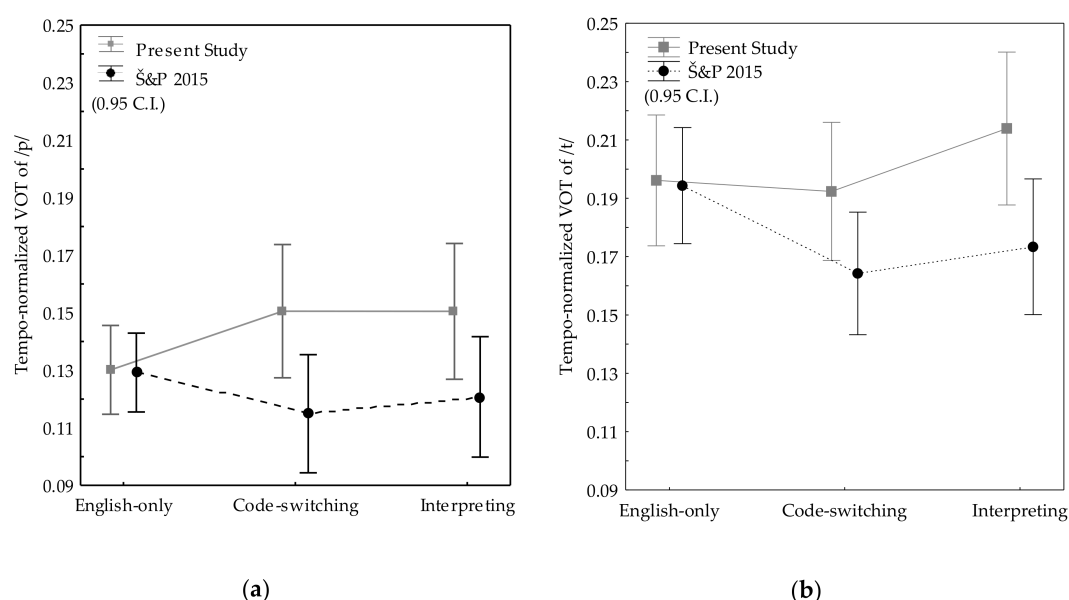 0.25
0.23
0.21
0.19
0.17
0.15
0.13
0.11
0.09
Tempo-normalized VOT of /p/
Present Study
Š&P 2015
(0.95 C.I.)
English-only
Code-switching
Interpreting
(a)
0.25
0.23
0.21
0.19
0.17
0.15
0.13
0.11
0.09
Tempo-normalized VOT of /t/
Present Study
Š&P 2015
(0.95 C.I.)
English-only
Code-switching
Interpreting
(b)